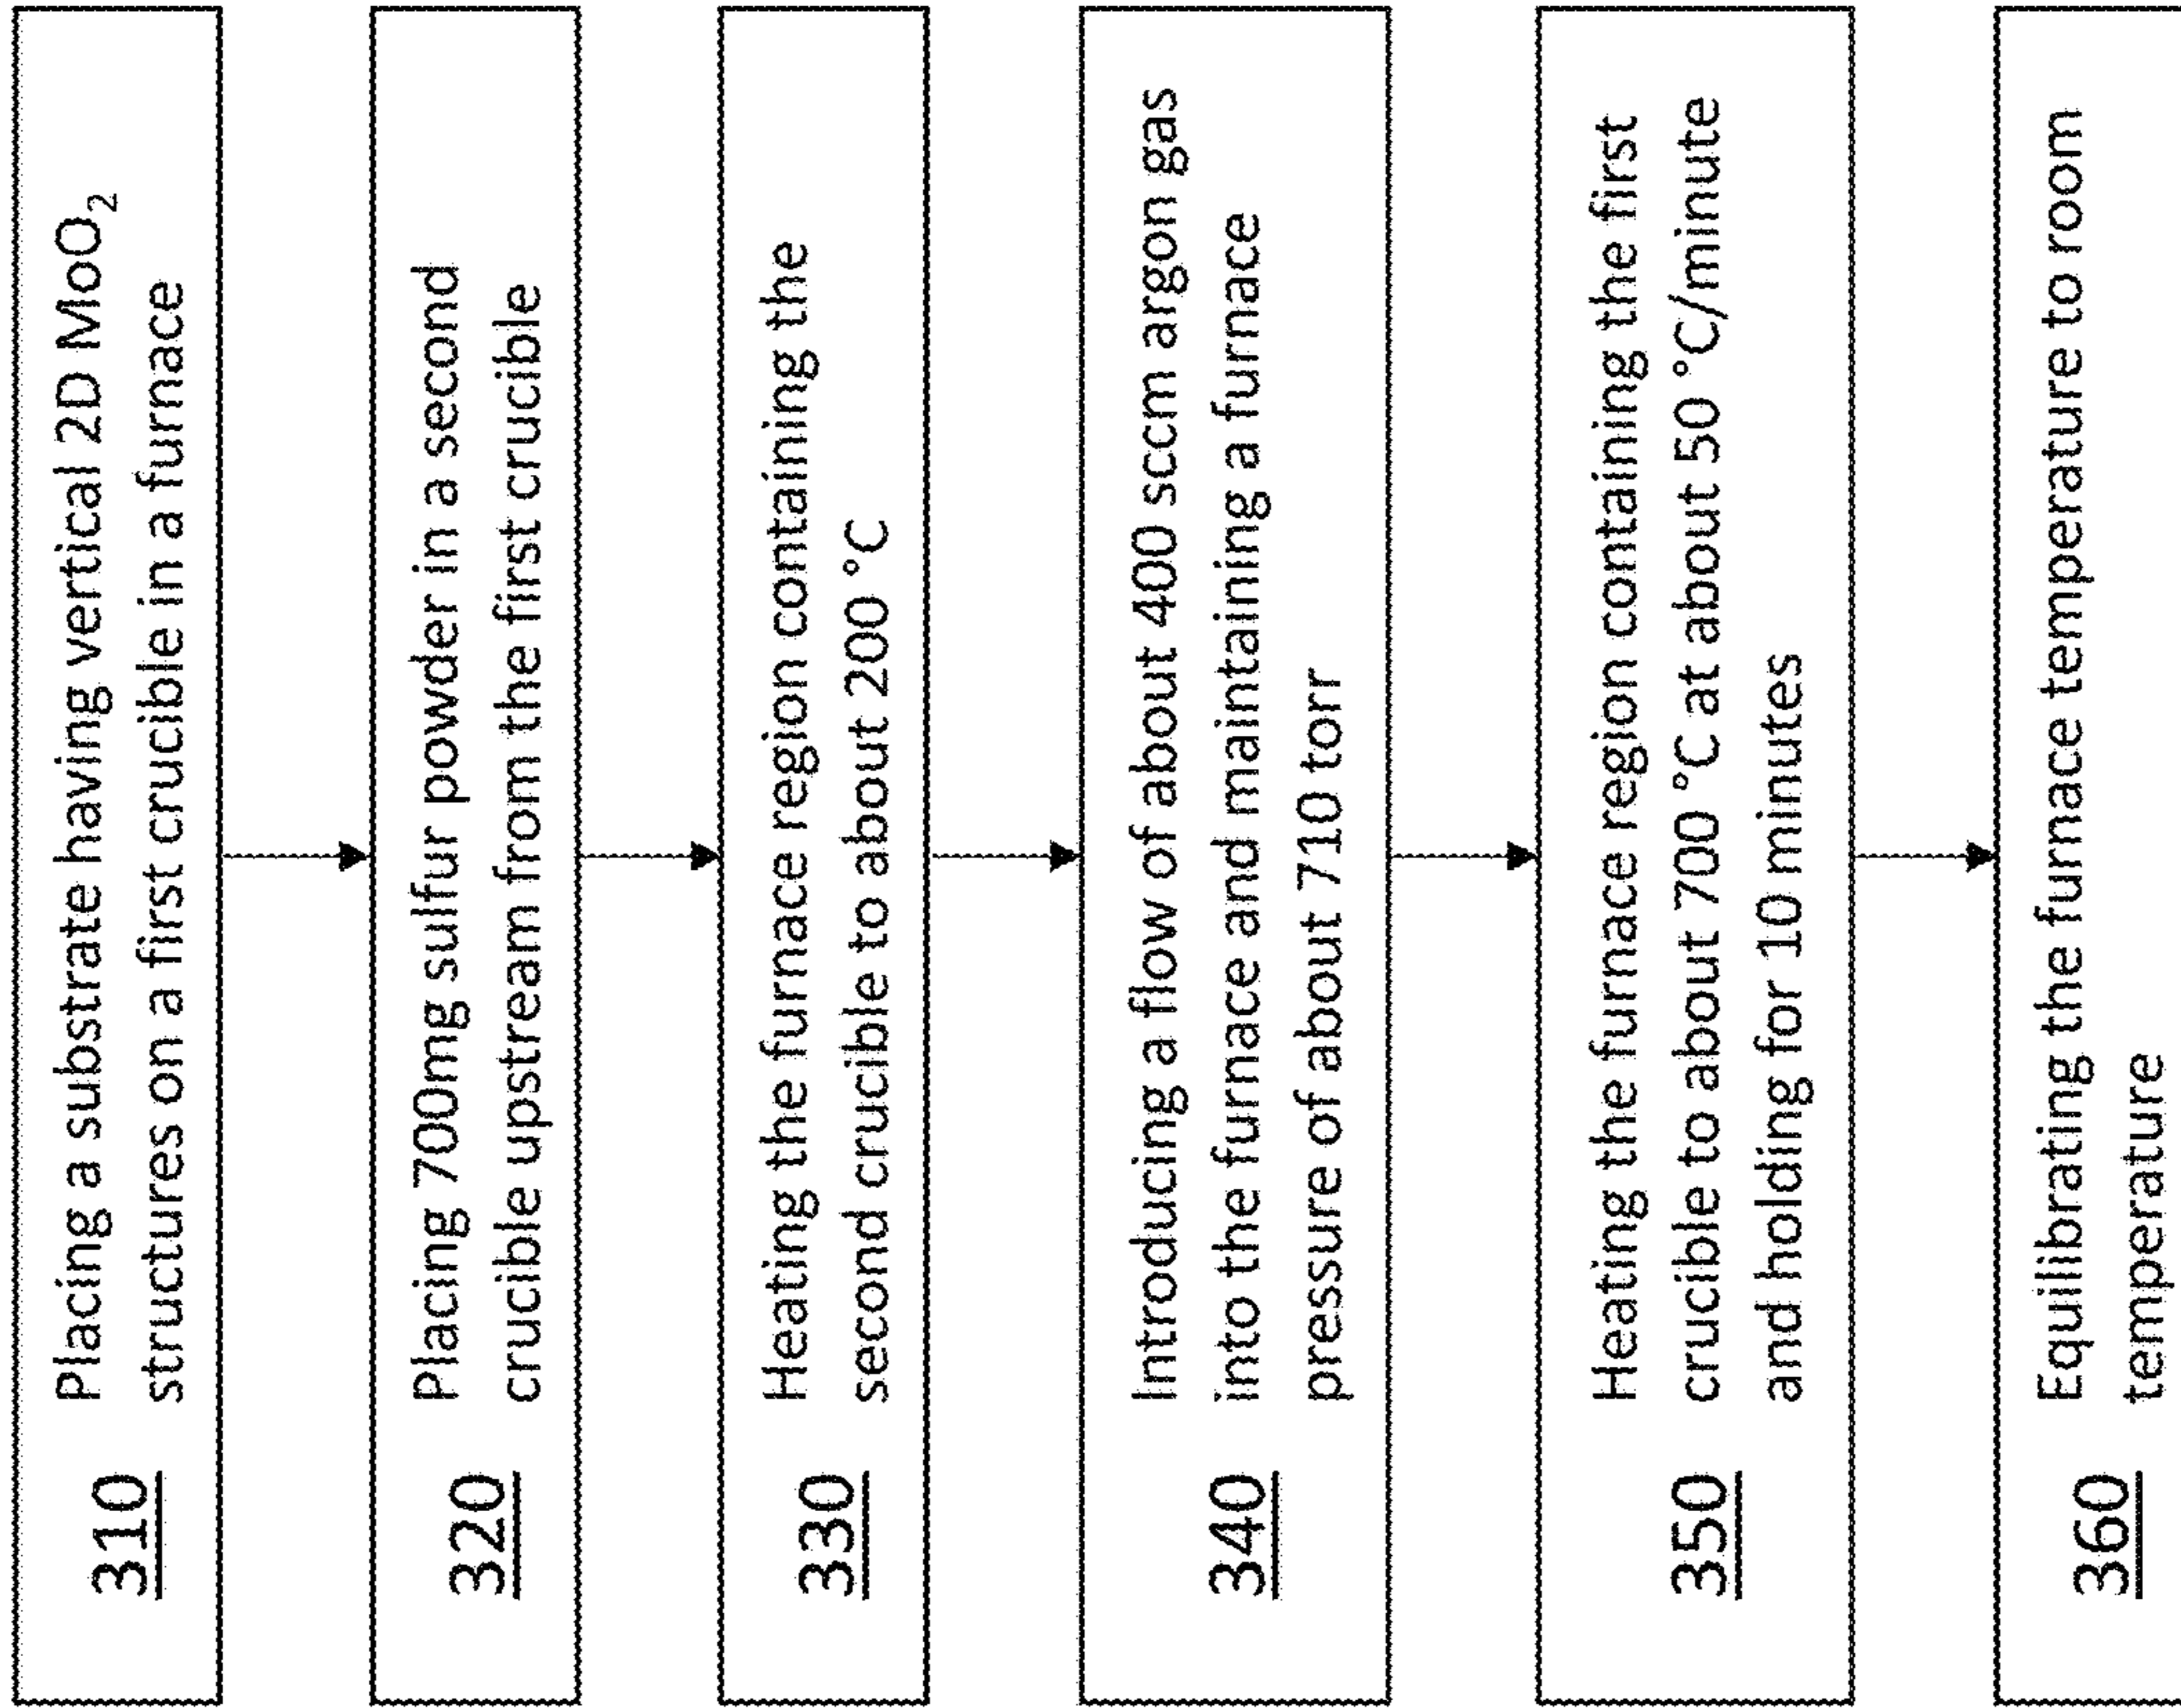 310
Placing a substrate having vertical 2D MoO₂
structures on a first crucible in a furnace
320
Placing 700mg sulfur powder in a second
crucible upstream from the first crucible
330
Heating the furnace region containing the
second crucible to about 200 °C
340
Introducing a flow of about 400 sccm argon gas
into the furnace and maintaining a furnace
pressure of about 710 torr
350
Heating the furnace region containing the first
crucible to about 700 °C at about 50 °C/minute
and holding for 10 minutes
360
Equilibrating the furnace temperature to room
temperature